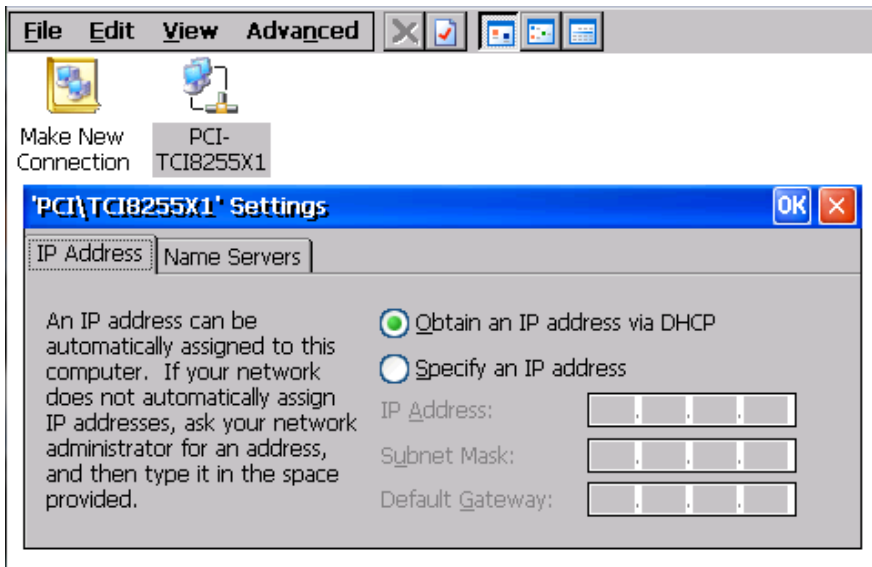 File Edit View Advanced
Make New
Connection
PCI-
TCI8255X1
'PCI\TCI8255X1' Settings OK
IP Address Name Servers
An IP address can be
automatically assigned to this
computer. If your network
does not automatically assign
IP addresses, ask your network
administrator for an address,
and then type it in the space
provided.
Obtain an IP address via DHCP
Specify an IP address
IP Address:
Subnet Mask:
Default Gateway: